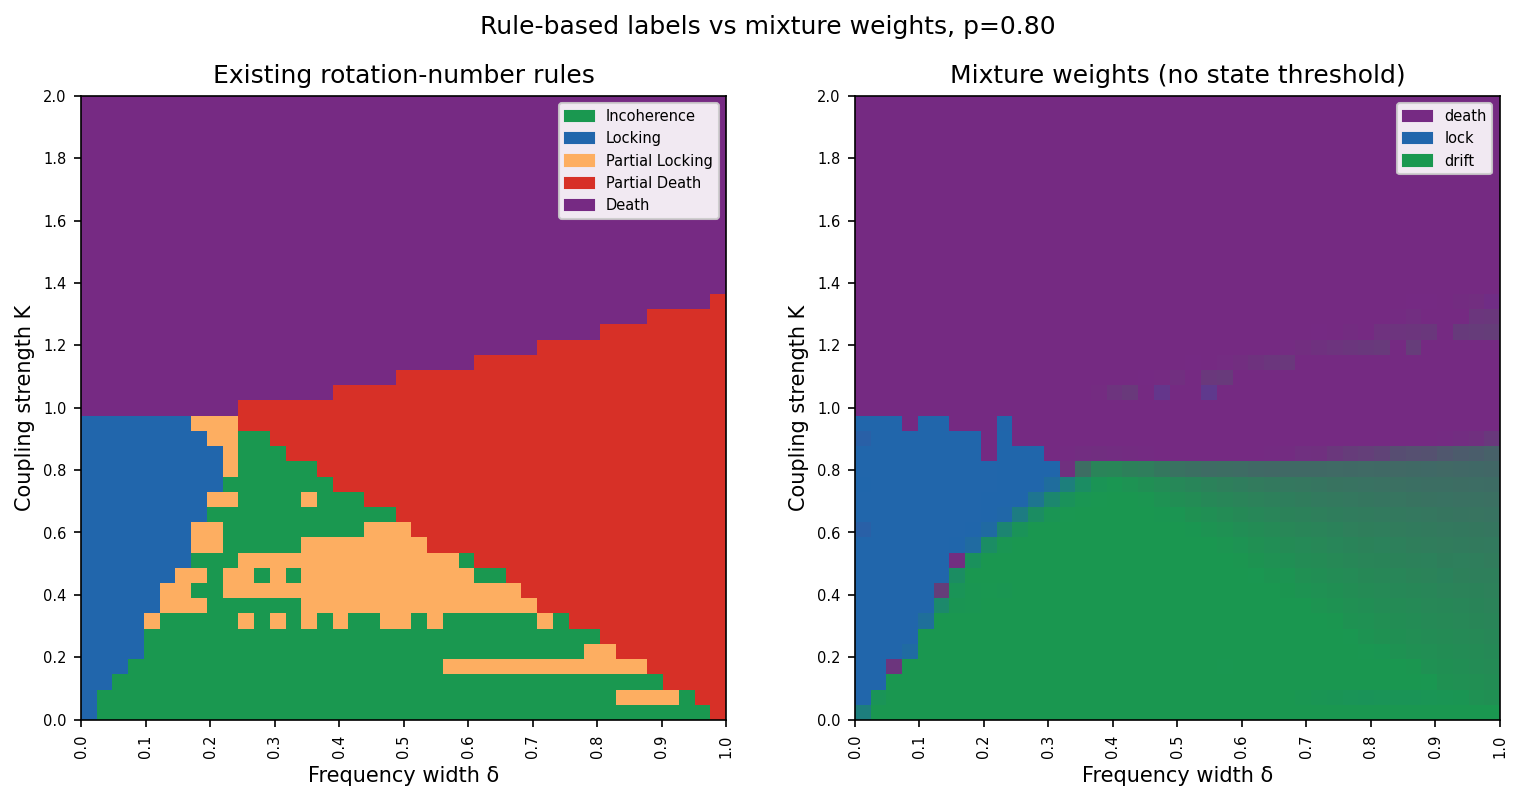 Rule-based labels vs mixture weights, p=0.80
Existing rotation-number rules
Coupling strength K
2.0
1.8
1.6
1.4
1.2
1.0
0.8
0.6
0.4
0.2
0.0
Incoherence
Locking
Partial Locking
Partial Death
Death
0.0 0.1 0.2 0.3 0.4 0.5 0.6 0.7 0.8 0.9 1.0
Frequency width δ
Mixture weights (no state threshold)
Coupling strength K
2.0
1.8
1.6
1.4
1.2
1.0
0.8
0.6
0.4
0.2
0.0
death
lock
drift
0.0 0.1 0.2 0.3 0.4 0.5 0.6 0.7 0.8 0.9 1.0
Frequency width δ